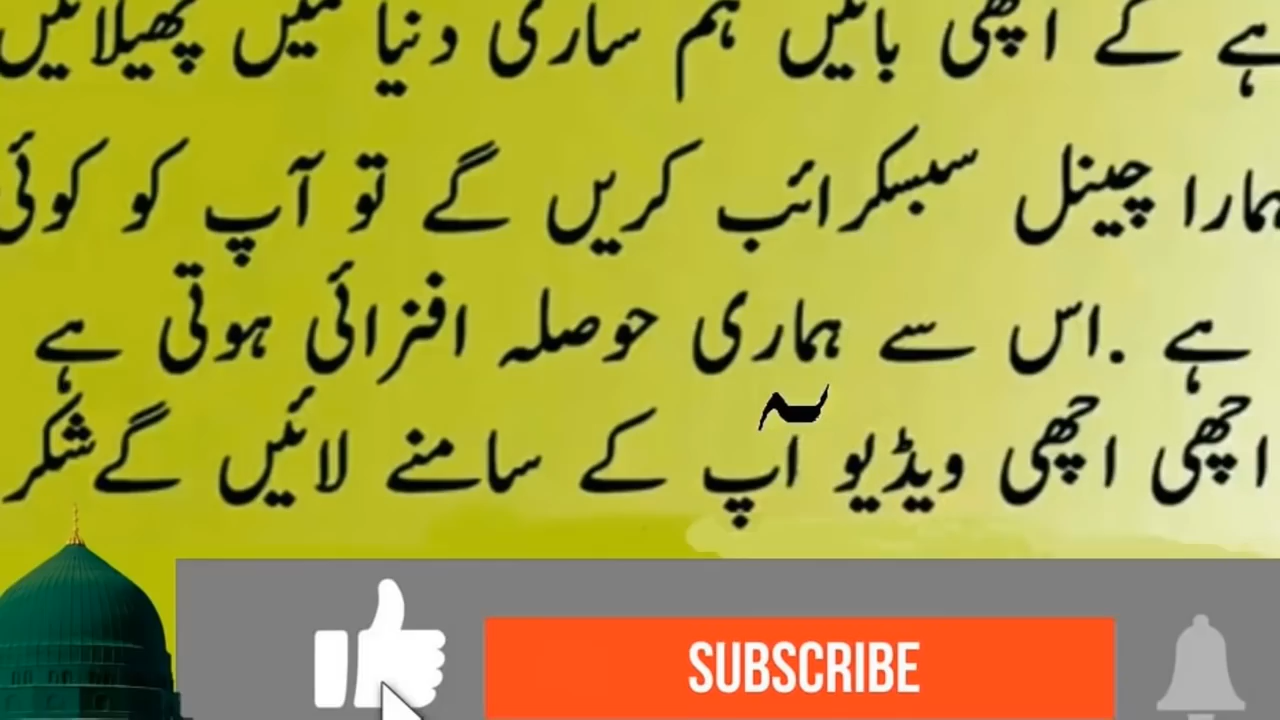 ہے کے اچھی باتیں ہم ساری دنیا میں پھیلائیں
ہمارا چینل سبسکرائب کریں گے تو آپ کو کوئی
ہے .اس سے ہماری حوصلہ افزائی ہوتی ہے
اچھی اچھی ویڈیو آپ کے سامنے لائیں گے شکر
SUBSCRIBE